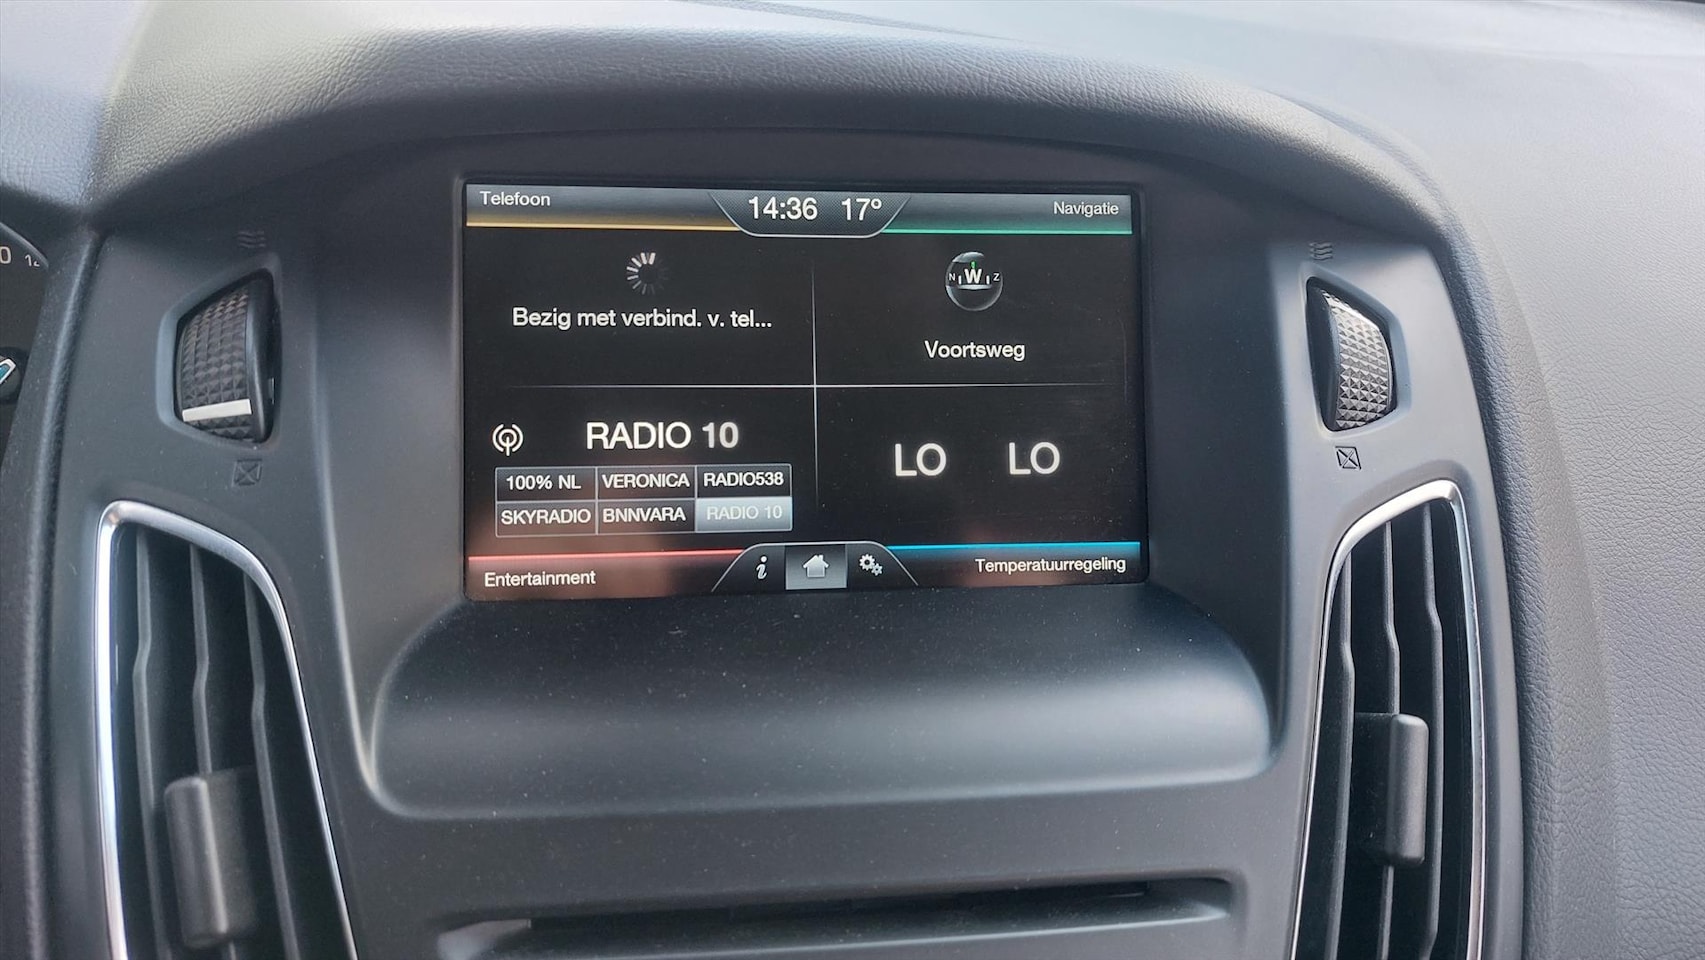 Telefoon
14:36 17º
Navigatie
Bezig met verbind. v. tel...
N W Z
Voortsweg
RADIO 10
100% NL VERONICA RADIO538
SKYRADIO BNNVARA RADIO 10
LO LO
Entertainment
i
Temperatuurregeling